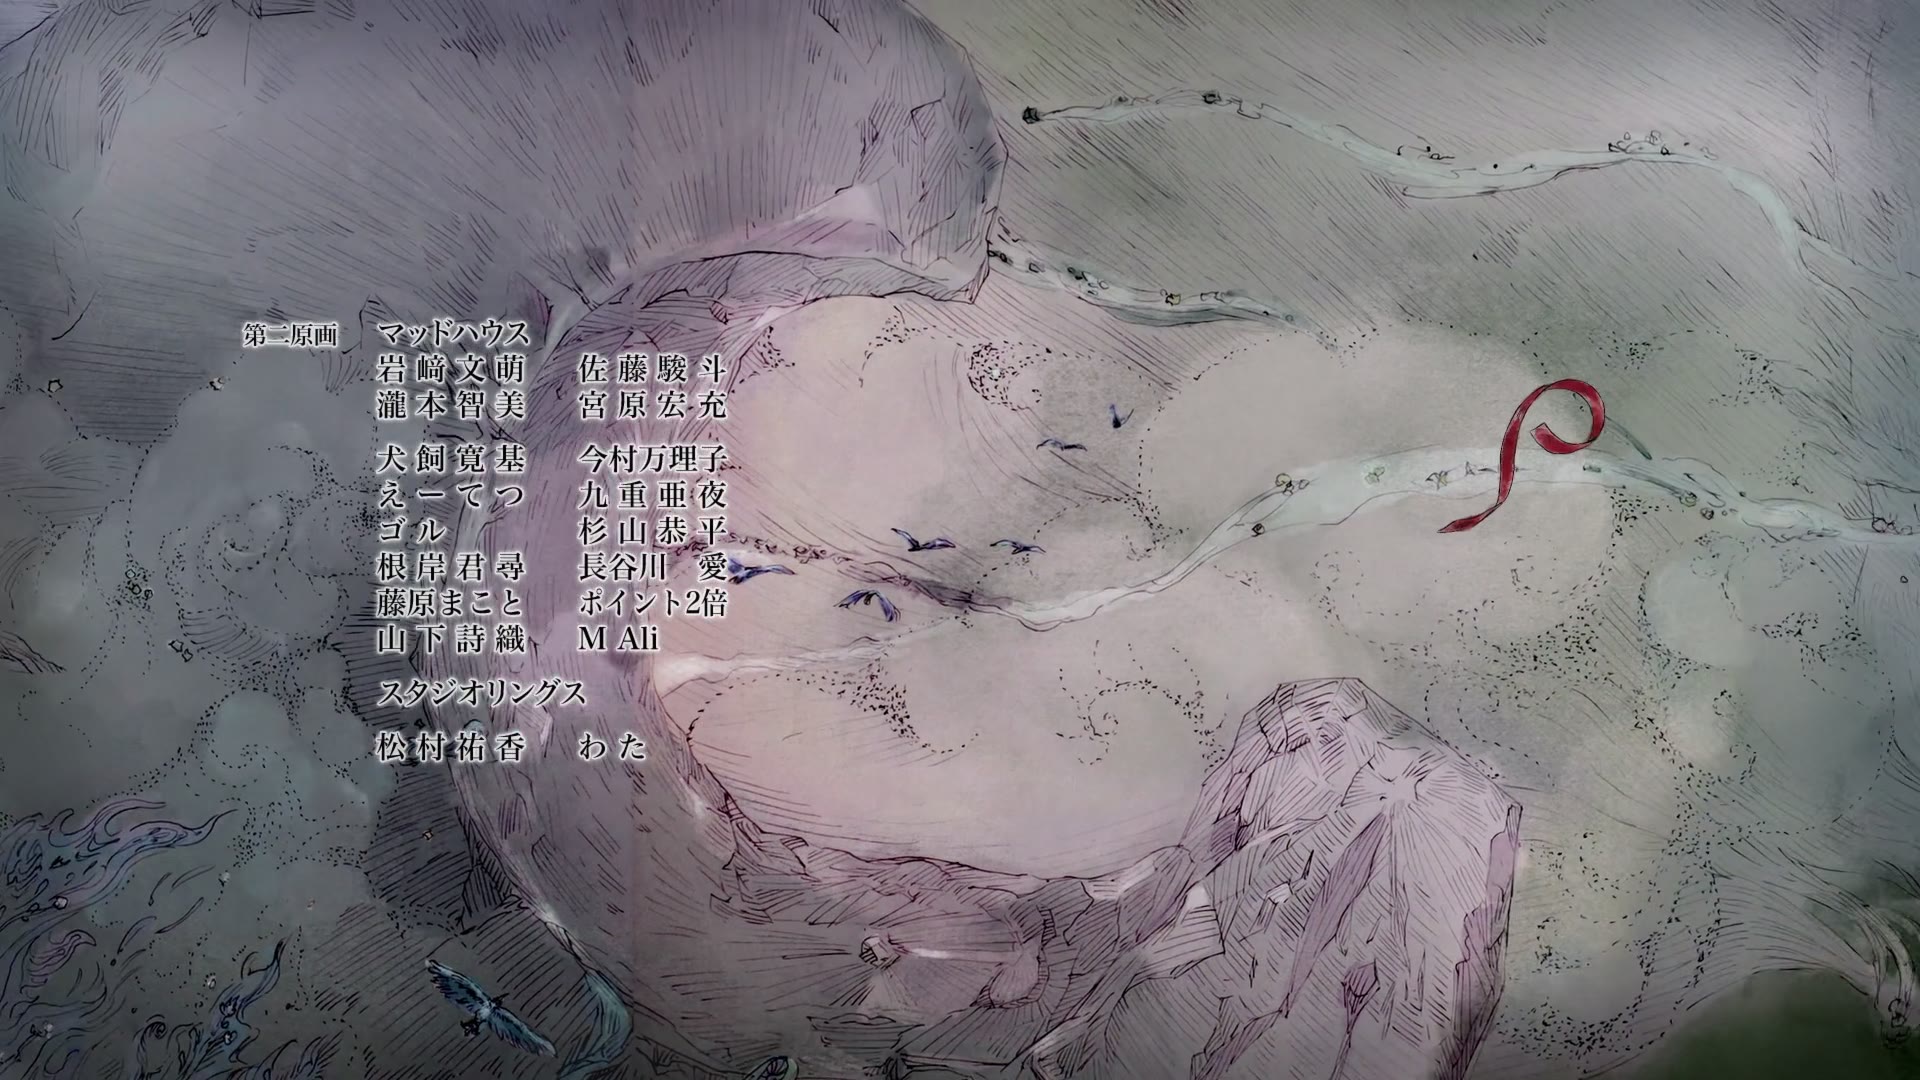 第二原画 マッドハウス
岩﨑文萌 佐藤駿斗
瀧本智美 宮原宏充
犬飼寛基 今村万理子
えーてつ 九重亜夜
ゴル 杉山恭平
根岸君尋 長谷川 愛
藤原まこと ポイント2倍
山下詩織 M Ali
スタジオリングス
松村祐香 わた